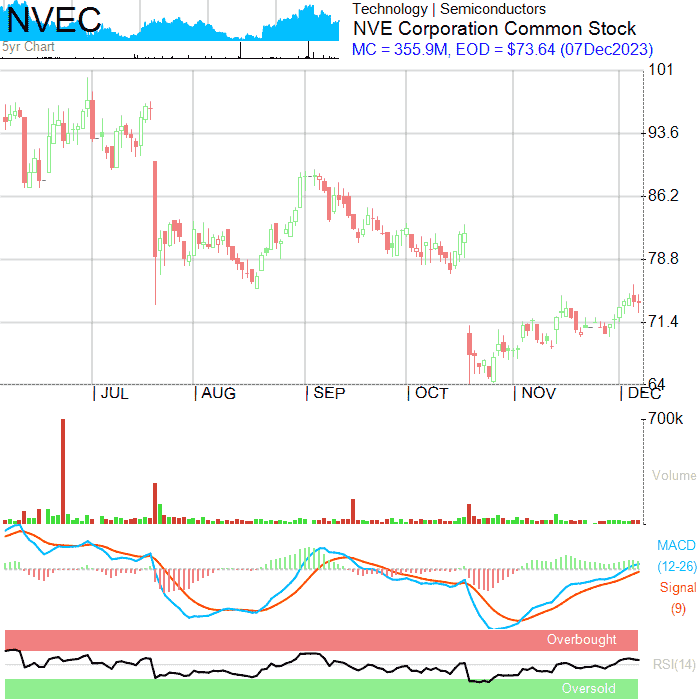 NVEC
5yr Chart
Technology | Semiconductors
NVE Corporation Common Stock
MC = 355.9M, EOD = $73.64 (07Dec2023)
101
93.6
86.2
78.8
71.4
64
JUL AUG SEP OCT NOV DEC
700k
Volume
MACD
(12-26)
Signal
(9)
Overbought
RSI(14)
Oversold